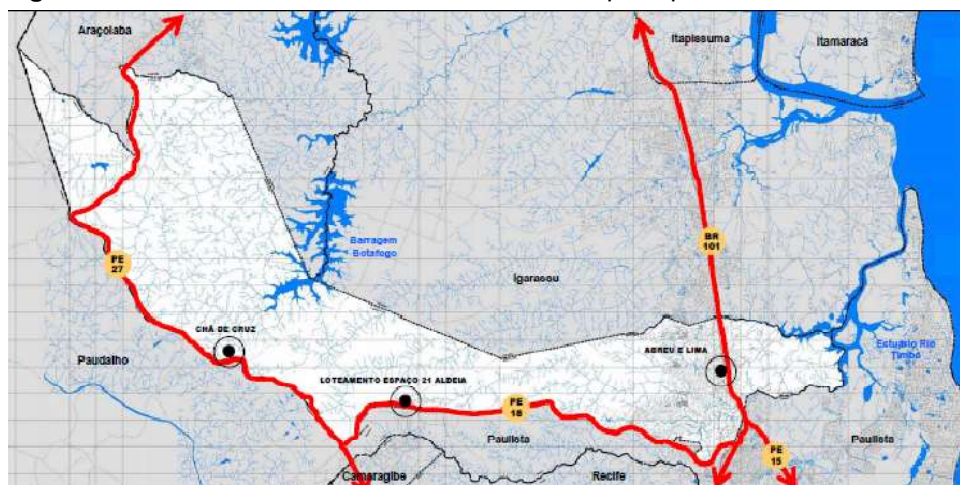 Araçoiaba
Itapissuma
Itamaracá
BR
101
Barragem
Botafogo
PE
27
Igarassu
CHÃ DE CRUZ
ABREU E LIMA
Estuário Rio
Timbó
Paudalho
LOTEAMENTO ESPAÇO 21 ALDEIA
PE
18
Paulista
Paulista
Camaragibe
Recife
PE
15